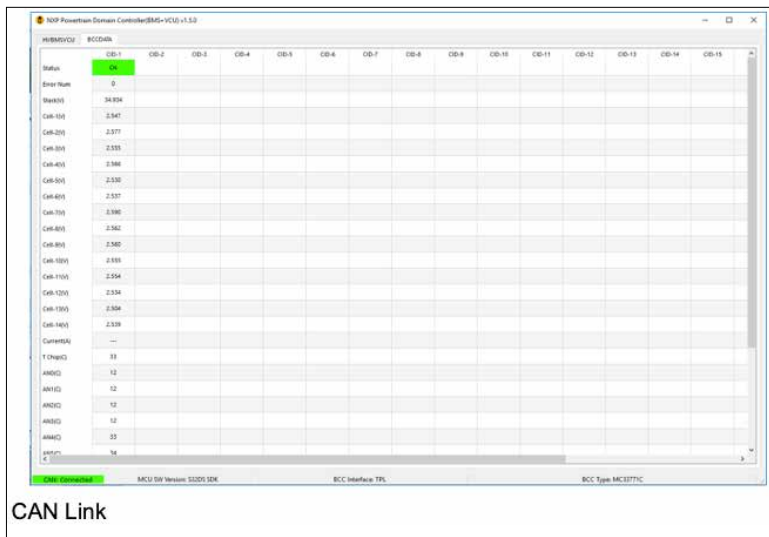 NXP Powertrain Domain Controller(BMS+VCU) v1.5.0
HVBMSVCU BCCDATA
CID-1 CID-2 CID-3 CID-4 CID-5 CID-6 CID-7 CID-8 CID-9 CID-10 CID-11 CID-12 CID-13 CID-14 CID-15
Status OK
Error Num 0
Stack(V) 34.934
Cell-1(V) 2.547
Cell-2(V) 2.577
Cell-3(V) 2.555
Cell-4(V) 2.566
Cell-5(V) 2.530
Cell-6(V) 2.537
Cell-7(V) 2.590
Cell-8(V) 2.562
Cell-9(V) 2.560
Cell-10(V) 2.555
Cell-11(V) 2.554
Cell-12(V) 2.534
Cell-13(V) 2.504
Cell-14(V) 2.539
Current(A) ---
T Chip(C) 33
AN0(C) 12
AN1(C) 12
AN2(C) 12
AN3(C) 12
AN4(C) 33
AN5(C) 34
CAN: Connected MCU SW Version: S32DS SDK BCC Interface: TPL BCC Type: MC33771C
CAN Link